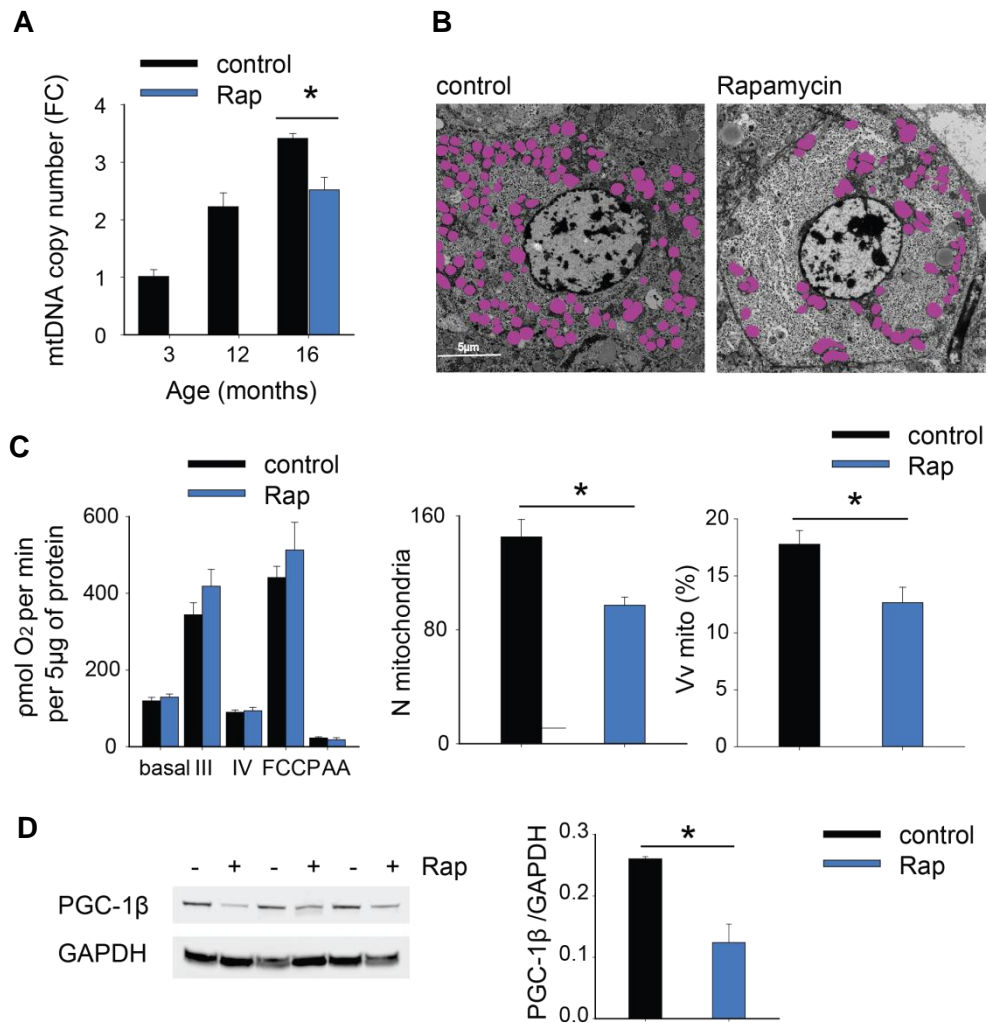 A
control
Rap
*
mtDNA copy number (FC)
4
3
2
1
0
3 12 16
Age (months)
B
control
Rapamycin
5µm
C
control
Rap
pmol O2 per min
per 5µg of protein
600
400
200
0
basal III IV FCCPAA
*
N mitochondria
160
80
0
control
Rap
*
Vv mito (%)
20
15
10
5
0
D
- + - + - + Rap
PGC-1β
GAPDH
*
PGC-1β /GAPDH
0.3
0.2
0.1
0.0
control
Rap